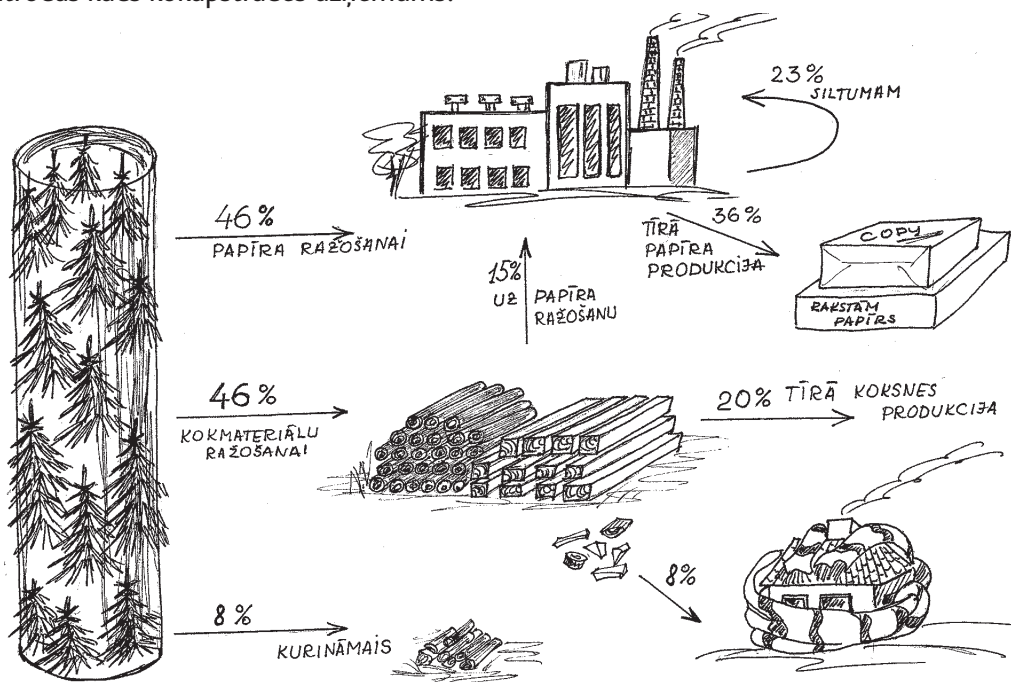 23%
SILTUMAM
46%
PAPĪRA RAŽOŠANAI
36%
TĪRĀ
PAPĪRA
PRODUKCIJA
COPY
RAKSTĀM
PAPĪRS
15%
UZ PAPĪRA
RAŽOŠANU
46%
KOKMATERIĀLU
RAŽOŠANAI
20% TĪRĀ KOKSNES
PRODUKCIJA
8%
8%
KURINĀMAIS